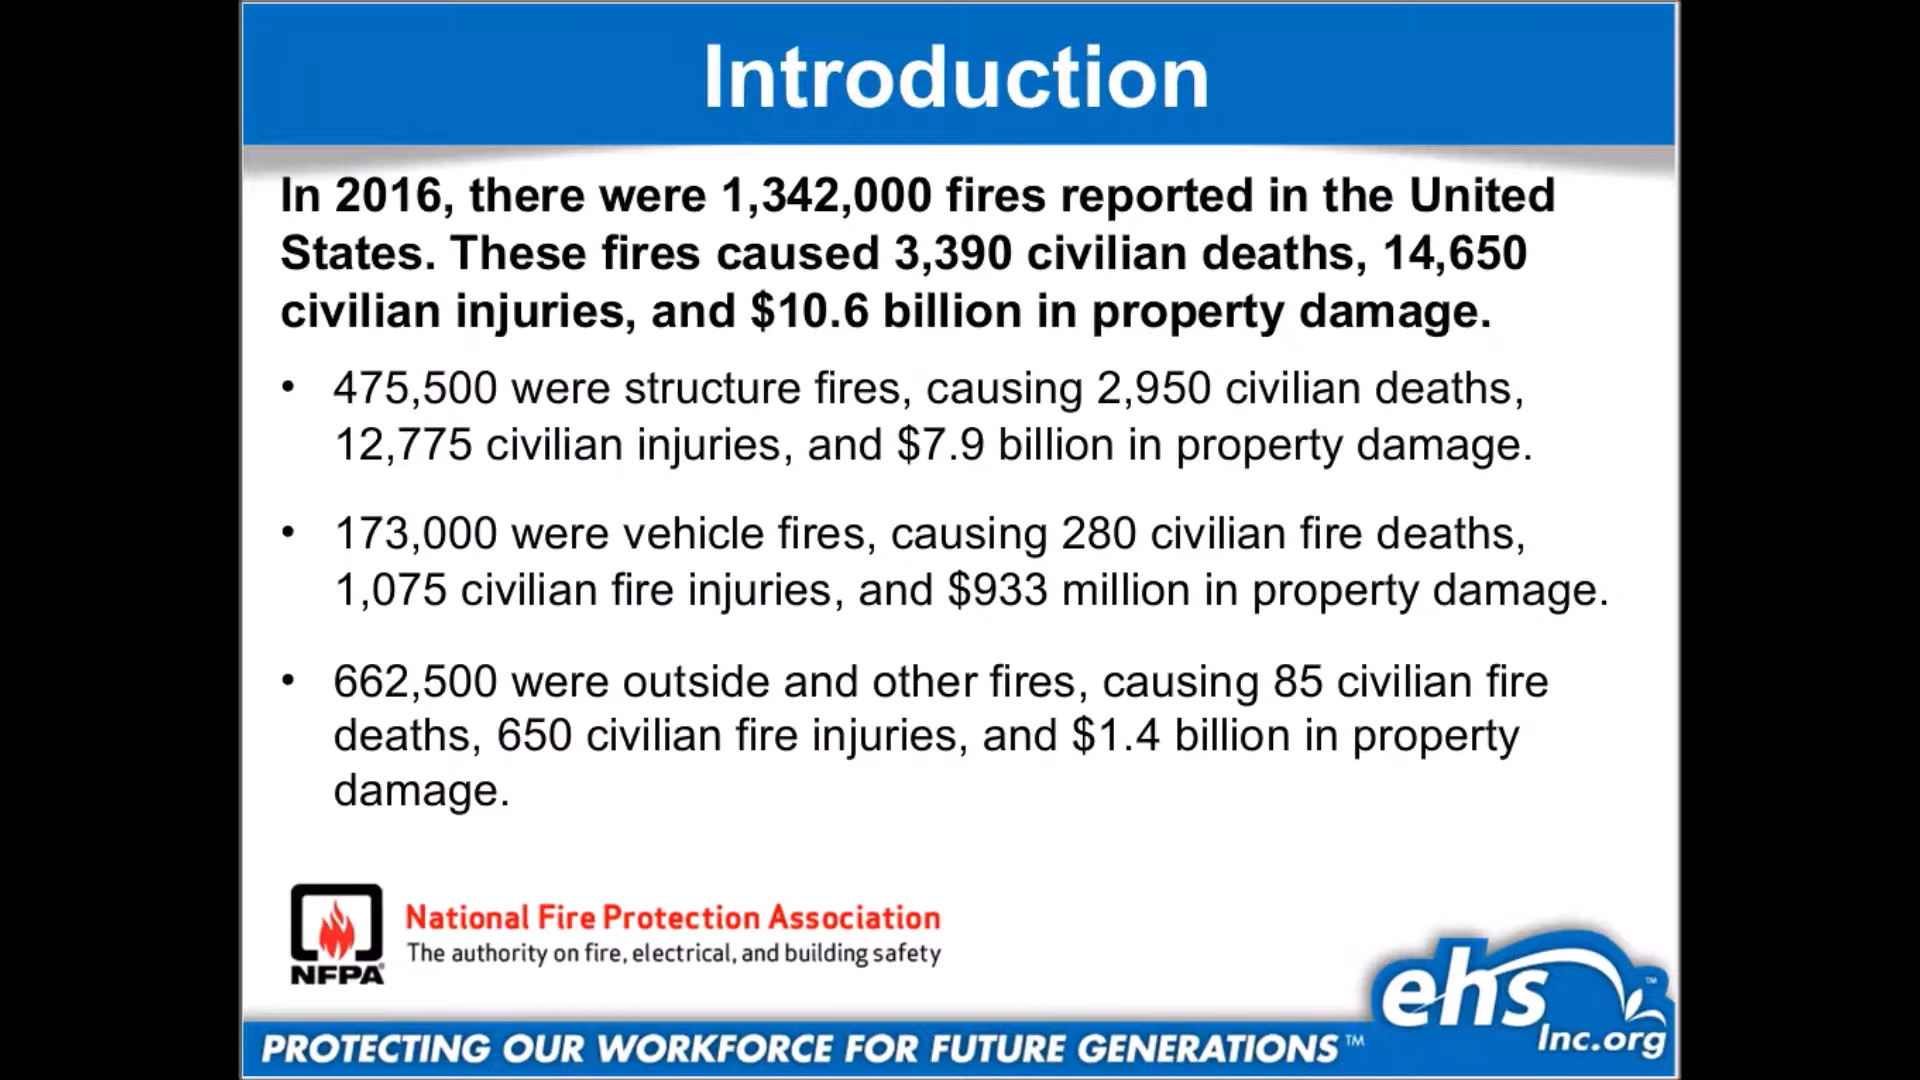 Introduction
In 2016, there were 1,342,000 fires reported in the United
States. These fires caused 3,390 civilian deaths, 14,650
civilian injuries, and $10.6 billion in property damage.
• 475,500 were structure fires, causing 2,950 civilian deaths,
12,775 civilian injuries, and $7.9 billion in property damage.
• 173,000 were vehicle fires, causing 280 civilian fire deaths,
1,075 civilian fire injuries, and $933 million in property damage.
• 662,500 were outside and other fires, causing 85 civilian fire
deaths, 650 civilian fire injuries, and $1.4 billion in property
damage.
NFPA®
National Fire Protection Association
The authority on fire, electrical, and building safety
ehs™
Inc.org
PROTECTING OUR WORKFORCE FOR FUTURE GENERATIONS™